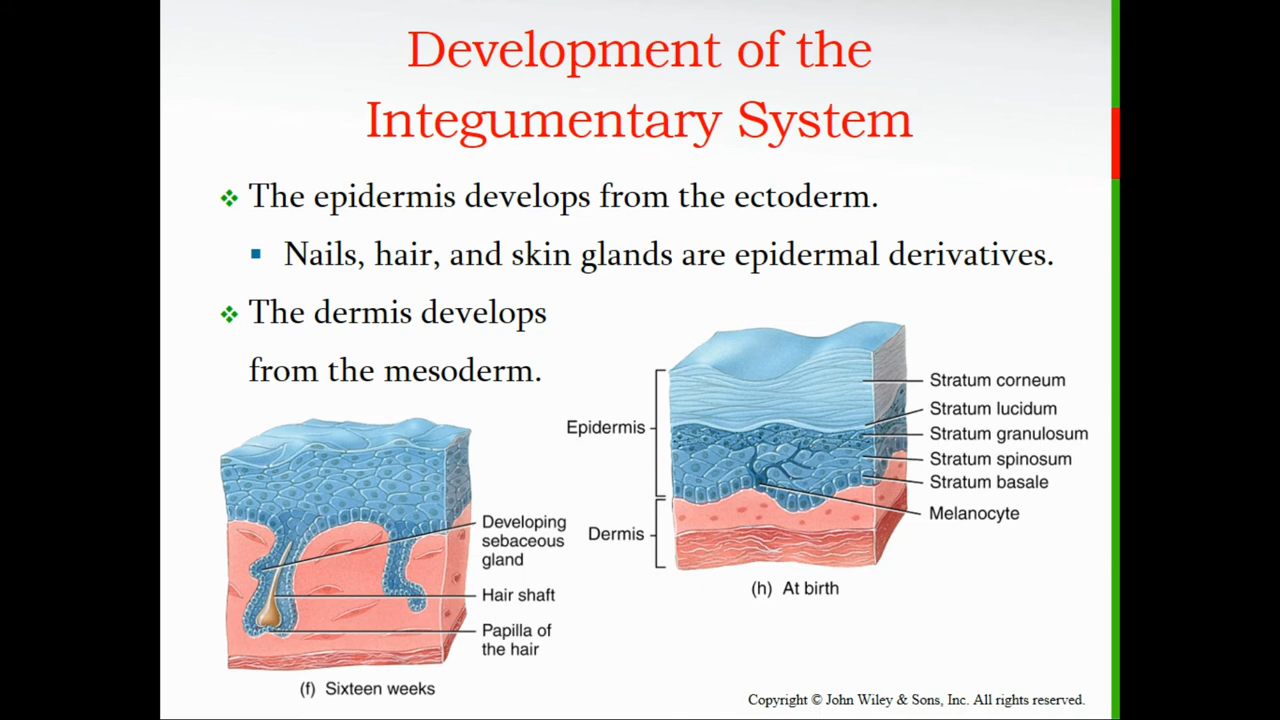 Development of the
Integumentary System
The epidermis develops from the ectoderm.
Nails, hair, and skin glands are epidermal derivatives.
The dermis develops
from the mesoderm.
Developing
sebaceous
gland
Hair shaft
Papilla of
the hair
(f) Sixteen weeks
Epidermis
Dermis
Stratum corneum
Stratum lucidum
Stratum granulosum
Stratum spinosum
Stratum basale
Melanocyte
(h) At birth
Copyright © John Wiley & Sons, Inc. All rights reserved.